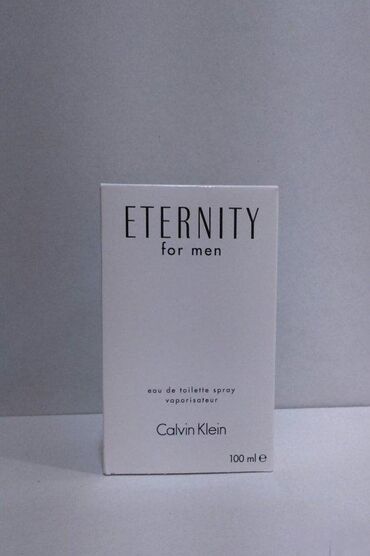 ETERNITY
for men
eau de toilette spray
vaporisateur
Calvin Klein
100 ml ℮